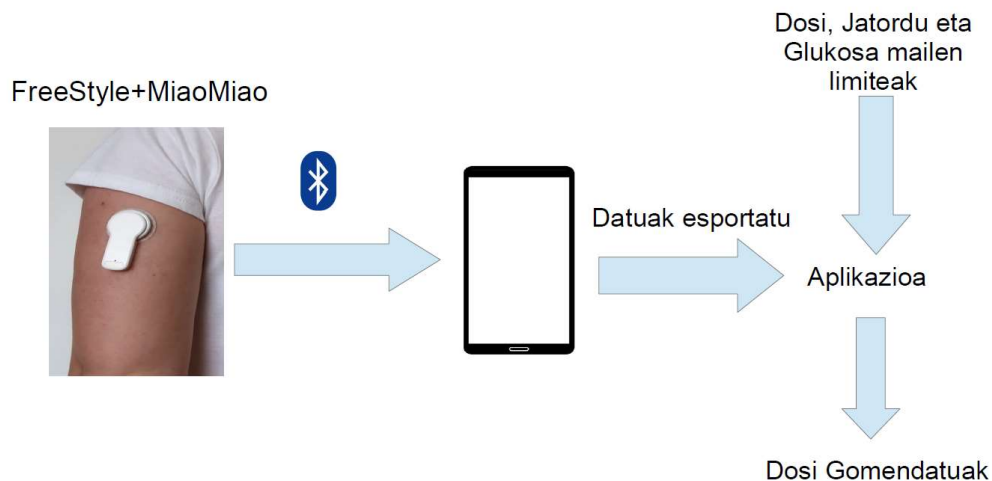 FreeStyle+MiaoMiao
Dosi, Jatordu eta
Glukosa mailen
limiteak
Datuak esportatu
Aplikazioa
Dosi Gomendatuak